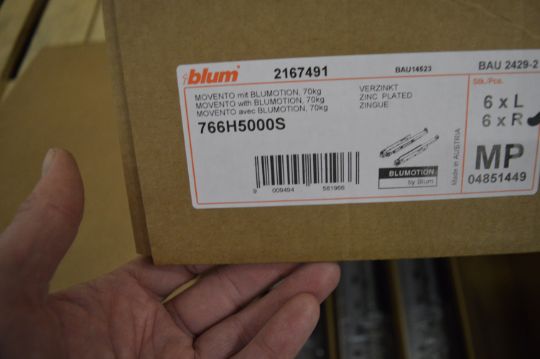 blum
2167491
BAU14523
BAU 2429-2
MOVENTO mit BLUMOTION, 70kg
MOVENTO with BLUMOTION, 70kg
MOVENTO avec BLUMOTION, 70kg
VERZINKT
ZINC PLATED
ZINGUE
766H5000S
Stk./Pces.
6 x L
6 x R
MP
04851449
Made in AUSTRIA
9 009494 561966
BLUMOTION
by Blum